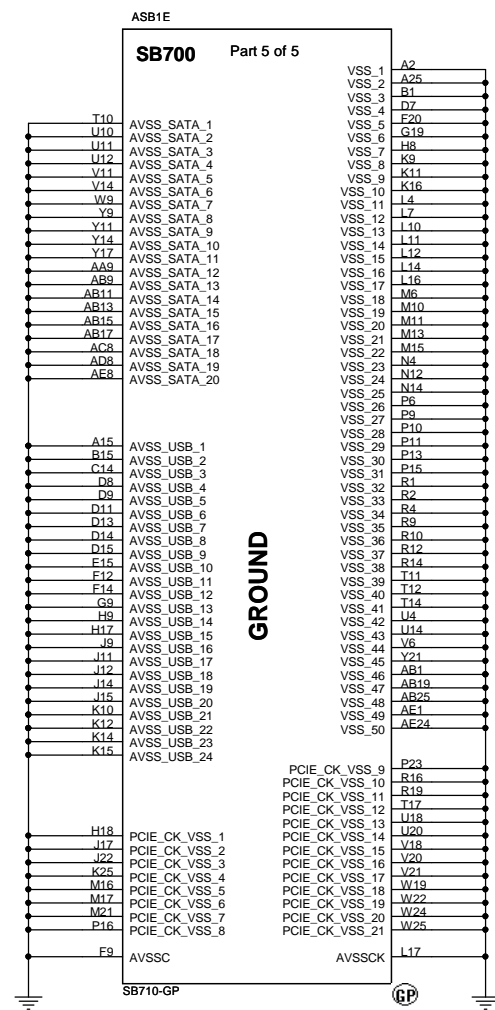 ASB1E
SB700 Part 5 of 5
T10 AVSS_SATA_1
U10 AVSS_SATA_2
U11 AVSS_SATA_3
U12 AVSS_SATA_4
V11 AVSS_SATA_5
V14 AVSS_SATA_6
W9 AVSS_SATA_7
Y9 AVSS_SATA_8
Y11 AVSS_SATA_9
Y14 AVSS_SATA_10
Y17 AVSS_SATA_11
AA9 AVSS_SATA_12
AB9 AVSS_SATA_13
AB11 AVSS_SATA_14
AB13 AVSS_SATA_15
AB15 AVSS_SATA_16
AB17 AVSS_SATA_17
AC8 AVSS_SATA_18
AD8 AVSS_SATA_19
AE8 AVSS_SATA_20
A15 AVSS_USB_1
B15 AVSS_USB_2
C14 AVSS_USB_3
D8 AVSS_USB_4
D9 AVSS_USB_5
D11 AVSS_USB_6
D13 AVSS_USB_7
D14 AVSS_USB_8
D15 AVSS_USB_9
E15 AVSS_USB_10
F12 AVSS_USB_11
F14 AVSS_USB_12
G9 AVSS_USB_13
H9 AVSS_USB_14
H17 AVSS_USB_15
J9 AVSS_USB_16
J11 AVSS_USB_17
J12 AVSS_USB_18
J14 AVSS_USB_19
J15 AVSS_USB_20
K10 AVSS_USB_21
K12 AVSS_USB_22
K14 AVSS_USB_23
K15 AVSS_USB_24
H18 PCIE_CK_VSS_1
J17 PCIE_CK_VSS_2
J22 PCIE_CK_VSS_3
K25 PCIE_CK_VSS_4
M16 PCIE_CK_VSS_5
M17 PCIE_CK_VSS_6
M21 PCIE_CK_VSS_7
P16 PCIE_CK_VSS_8
F9 AVSSC
GROUND
VSS_1 A2
VSS_2 A25
VSS_3 B1
VSS_4 D7
VSS_5 F20
VSS_6 G19
VSS_7 H8
VSS_8 K9
VSS_9 K11
VSS_10 K16
VSS_11 L4
VSS_12 L7
VSS_13 L10
VSS_14 L11
VSS_15 L12
VSS_16 L14
VSS_17 L16
VSS_18 M6
VSS_19 M10
VSS_20 M11
VSS_21 M13
VSS_22 M15
VSS_23 N4
VSS_24 N12
VSS_25 N14
VSS_26 P6
VSS_27 P9
VSS_28 P10
VSS_29 P11
VSS_30 P13
VSS_31 P15
VSS_32 R1
VSS_33 R2
VSS_34 R4
VSS_35 R9
VSS_36 R10
VSS_37 R12
VSS_38 R14
VSS_39 T11
VSS_40 T12
VSS_41 T14
VSS_42 U4
VSS_43 U14
VSS_44 V6
VSS_45 Y21
VSS_46 AB1
VSS_47 AB19
VSS_48 AB25
VSS_49 AE1
VSS_50 AE24
PCIE_CK_VSS_9 P23
PCIE_CK_VSS_10 R16
PCIE_CK_VSS_11 R19
PCIE_CK_VSS_12 T17
PCIE_CK_VSS_13 U18
PCIE_CK_VSS_14 U20
PCIE_CK_VSS_15 V18
PCIE_CK_VSS_16 V20
PCIE_CK_VSS_17 V21
PCIE_CK_VSS_18 W19
PCIE_CK_VSS_19 W22
PCIE_CK_VSS_20 W24
PCIE_CK_VSS_21 W25
AVSSCK L17
SB710-GP
GP